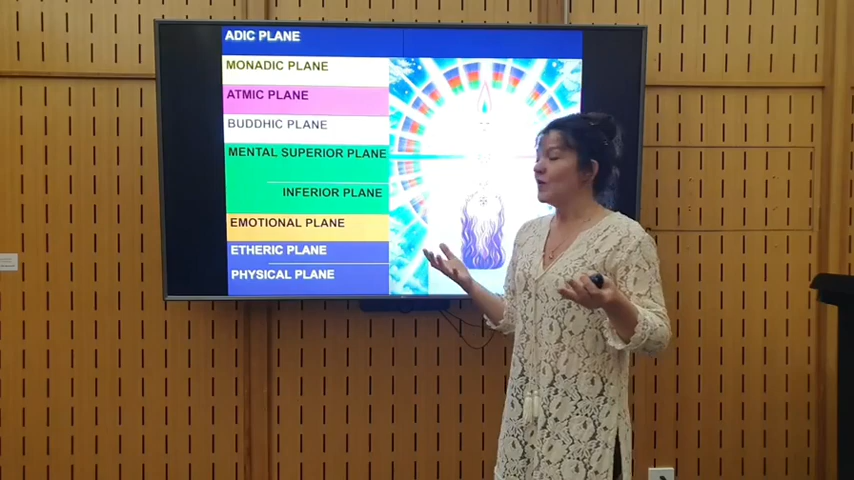 ADIC PLANE
MONADIC PLANE
ATMIC PLANE
BUDDHIC PLANE
MENTAL SUPERIOR PLANE
INFERIOR PLANE
EMOTIONAL PLANE
ETHERIC PLANE
PHYSICAL PLANE